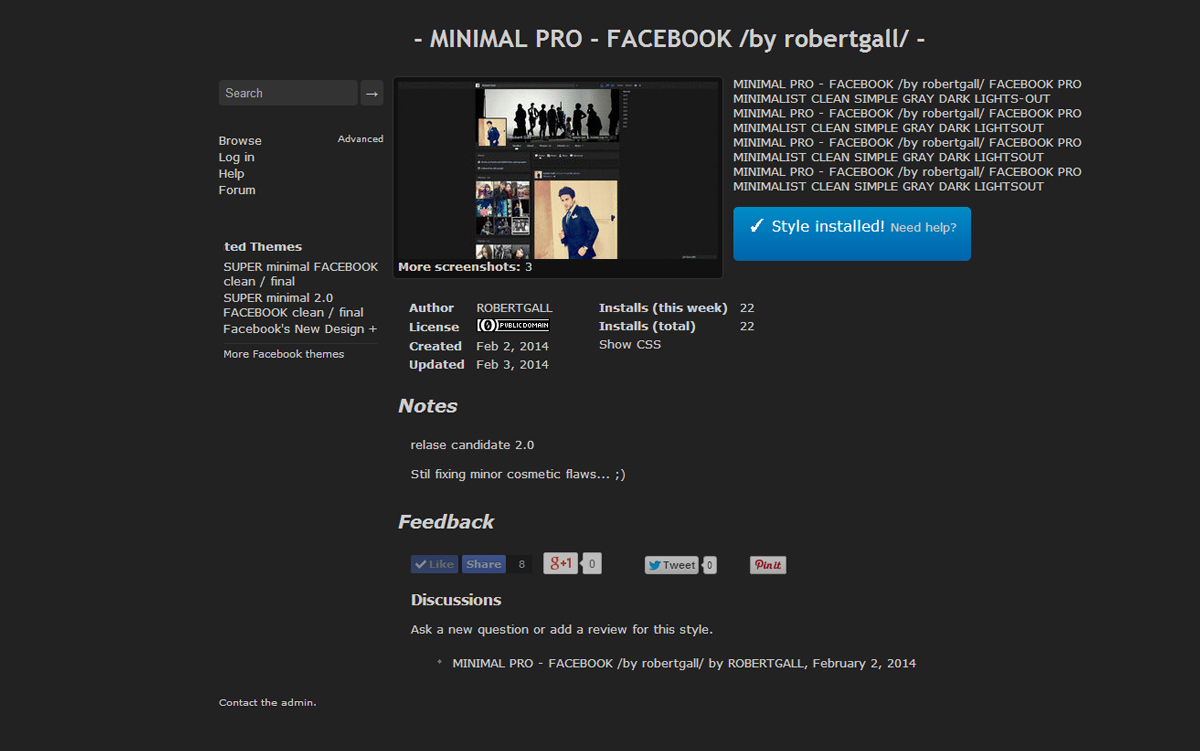 - MINIMAL PRO - FACEBOOK /by robertgall/ -
Search
→
Browse
Advanced
Log in
Help
Forum
ted Themes
SUPER minimal FACEBOOK
clean / final
SUPER minimal 2.0
FACEBOOK clean / final
Facebook's New Design +
More Facebook themes
More screenshots: 3
MINIMAL PRO - FACEBOOK /by robertgall/ FACEBOOK PRO
MINIMALIST CLEAN SIMPLE GRAY DARK LIGHTS-OUT
MINIMAL PRO - FACEBOOK /by robertgall/ FACEBOOK PRO
MINIMALIST CLEAN SIMPLE GRAY DARK LIGHTSOUT
MINIMAL PRO - FACEBOOK /by robertgall/ FACEBOOK PRO
MINIMALIST CLEAN SIMPLE GRAY DARK LIGHTSOUT
MINIMAL PRO - FACEBOOK /by robertgall/ FACEBOOK PRO
MINIMALIST CLEAN SIMPLE GRAY DARK LIGHTSOUT
✓ Style installed! Need help?
Author ROBERTGALL
License PUBLIC DOMAIN
Created Feb 2, 2014
Updated Feb 3, 2014
Installs (this week) 22
Installs (total) 22
Show CSS
Notes
relase candidate 2.0
Stil fixing minor cosmetic flaws... ;)
Feedback
Like Share 8 g+1 0 Tweet 0 Pin it
Discussions
Ask a new question or add a review for this style.
MINIMAL PRO - FACEBOOK /by robertgall/ by ROBERTGALL, February 2, 2014
Contact the admin.